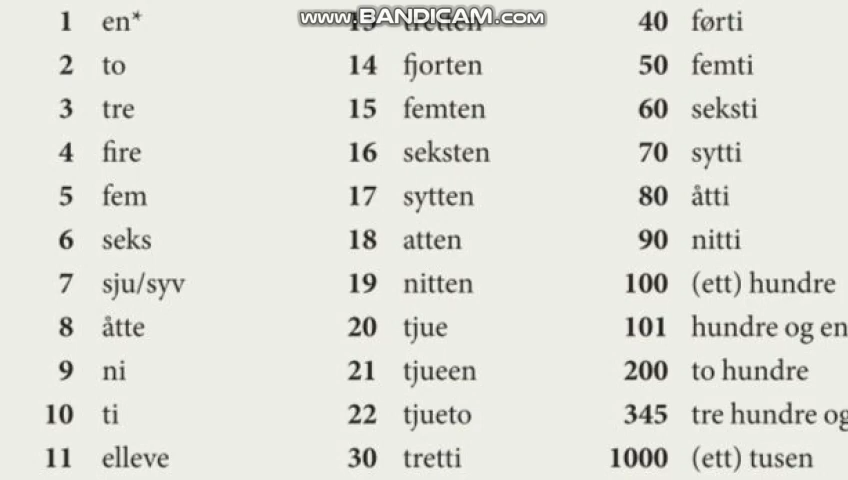 www.BANDICAM.com
1 en*
2 to
3 tre
4 fire
5 fem
6 seks
7 sju/syv
8 åtte
9 ni
10 ti
11 elleve
13 tretten
14 fjorten
15 femten
16 seksten
17 sytten
18 atten
19 nitten
20 tjue
21 tjueen
22 tjueto
30 tretti
40 førti
50 femti
60 seksti
70 sytti
80 åtti
90 nitti
100 (ett) hundre
101 hundre og en
200 to hundre
345 tre hundre og
1000 (ett) tusen